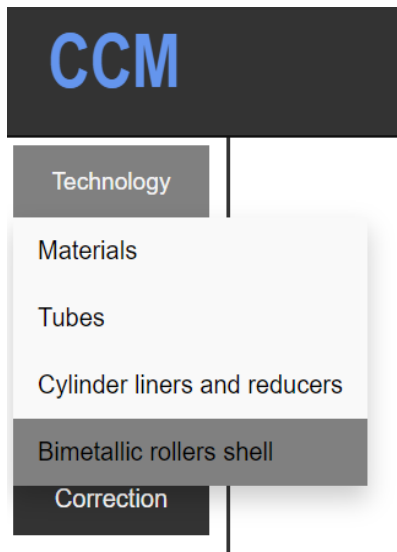 CCM
Technology
Materials
Tubes
Cylinder liners and reducers
Bimetallic rollers shell
Correction